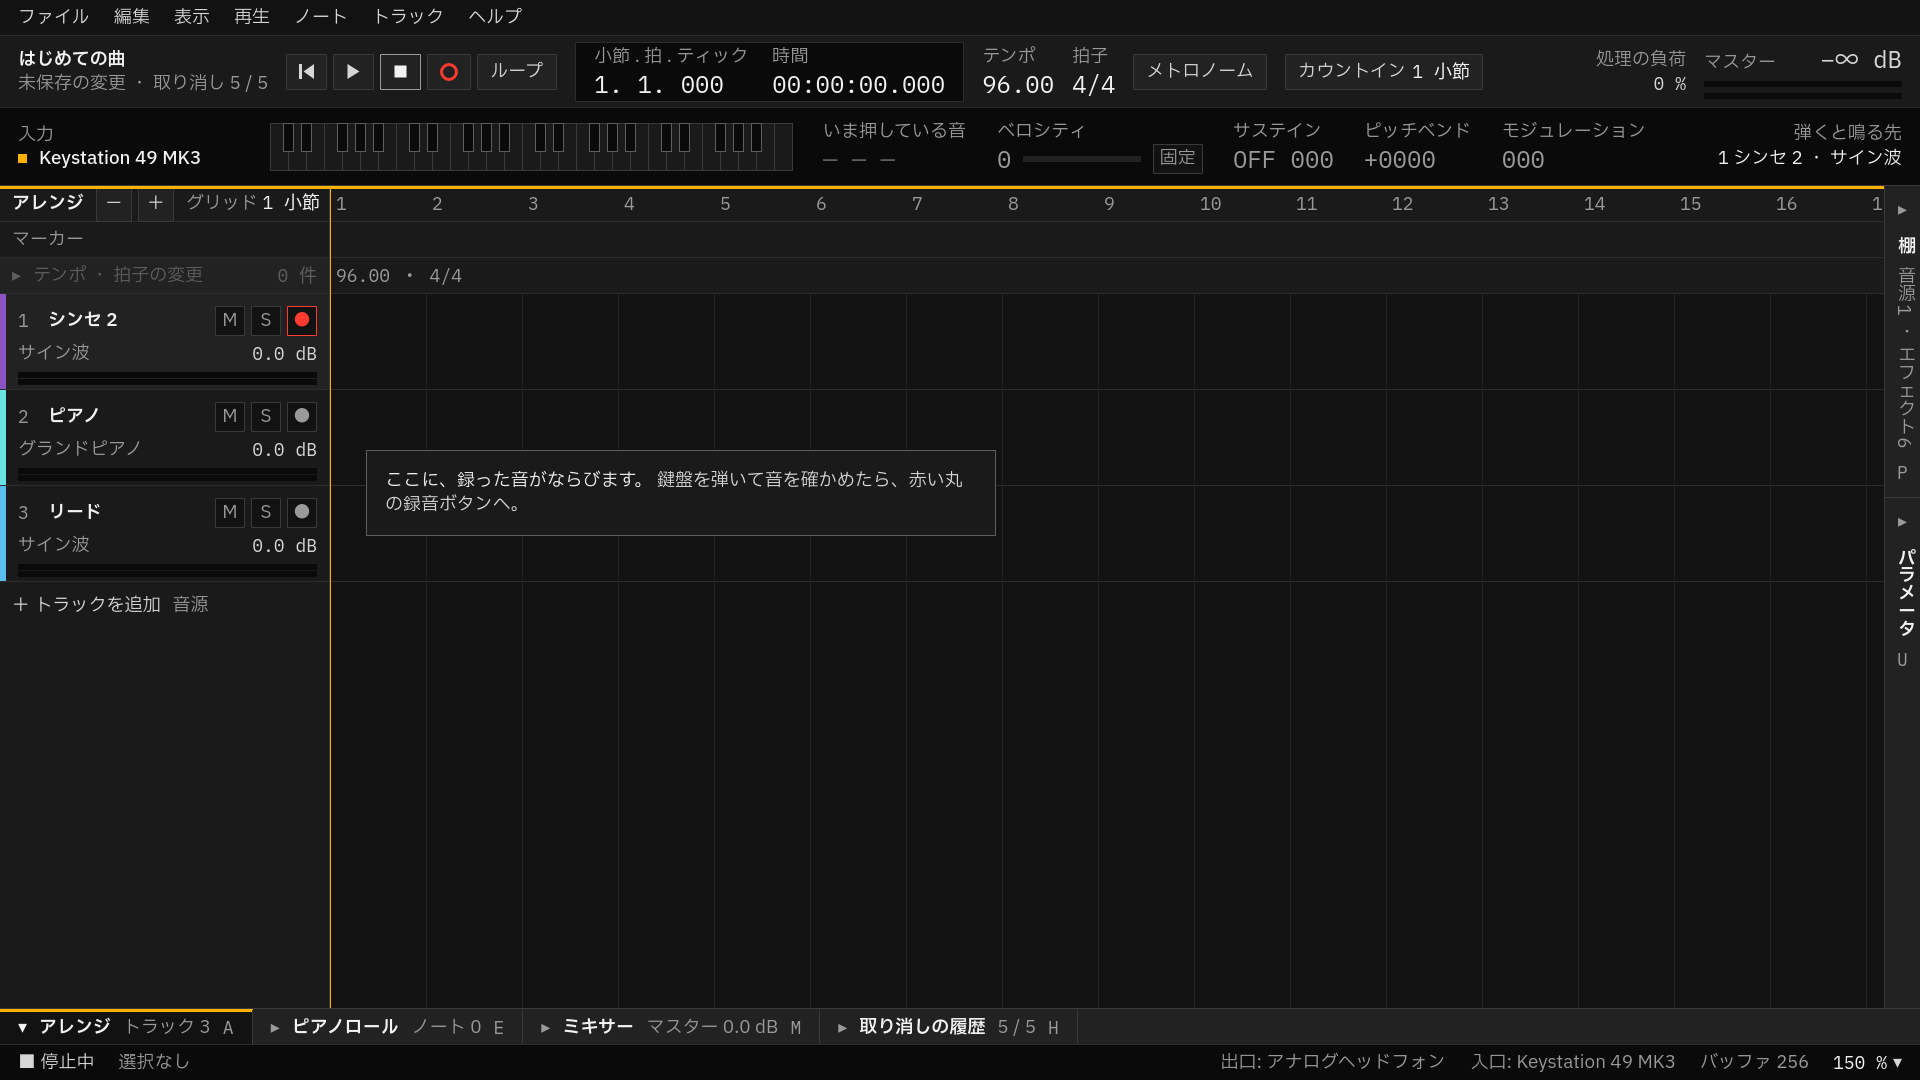 ファイル 編集 表示 再生 ノート トラック ヘルプ
はじめての曲
未保存の変更 ・ 取り消し 5 / 5
ループ
小節 . 拍 . ティック 時間
1. 1. 000 00:00:00.000
テンポ 拍子
96.00 4/4
メトロノーム
カウントイン 1 小節
処理の負荷
0 %
マスター −∞ dB
入力
Keystation 49 MK3
いま押している音
— — —
ベロシティ
0 固定
サステイン
OFF 000
ピッチベンド
+0000
モジュレーション
000
弾くと鳴る先
1 シンセ 2 ・ サイン波
アレンジ − + グリッド 1 小節
1 2 3 4 5 6 7 8 9 10 11 12 13 14 15 16 1
マーカー
▶ テンポ ・ 拍子の変更 0 件
96.00 ・ 4/4
1 シンセ 2 M S
サイン波 0.0 dB
2 ピアノ M S
グランドピアノ 0.0 dB
3 リード M S
サイン波 0.0 dB
+ トラックを追加 音源
ここに、録った音がならびます。 鍵盤を弾いて音を確かめたら、赤い丸
の録音ボタンへ。
▶ 棚 音源 1 ・ エフェクト 6 P
▶ パラメータ U
▼ アレンジ トラック 3 A
▶ ピアノロール ノート 0 E
▶ ミキサー マスター 0.0 dB M
▶ 取り消しの履歴 5 / 5 H
■ 停止中 選択なし
出口: アナログヘッドフォン 入口: Keystation 49 MK3 バッファ 256 150 % ▼